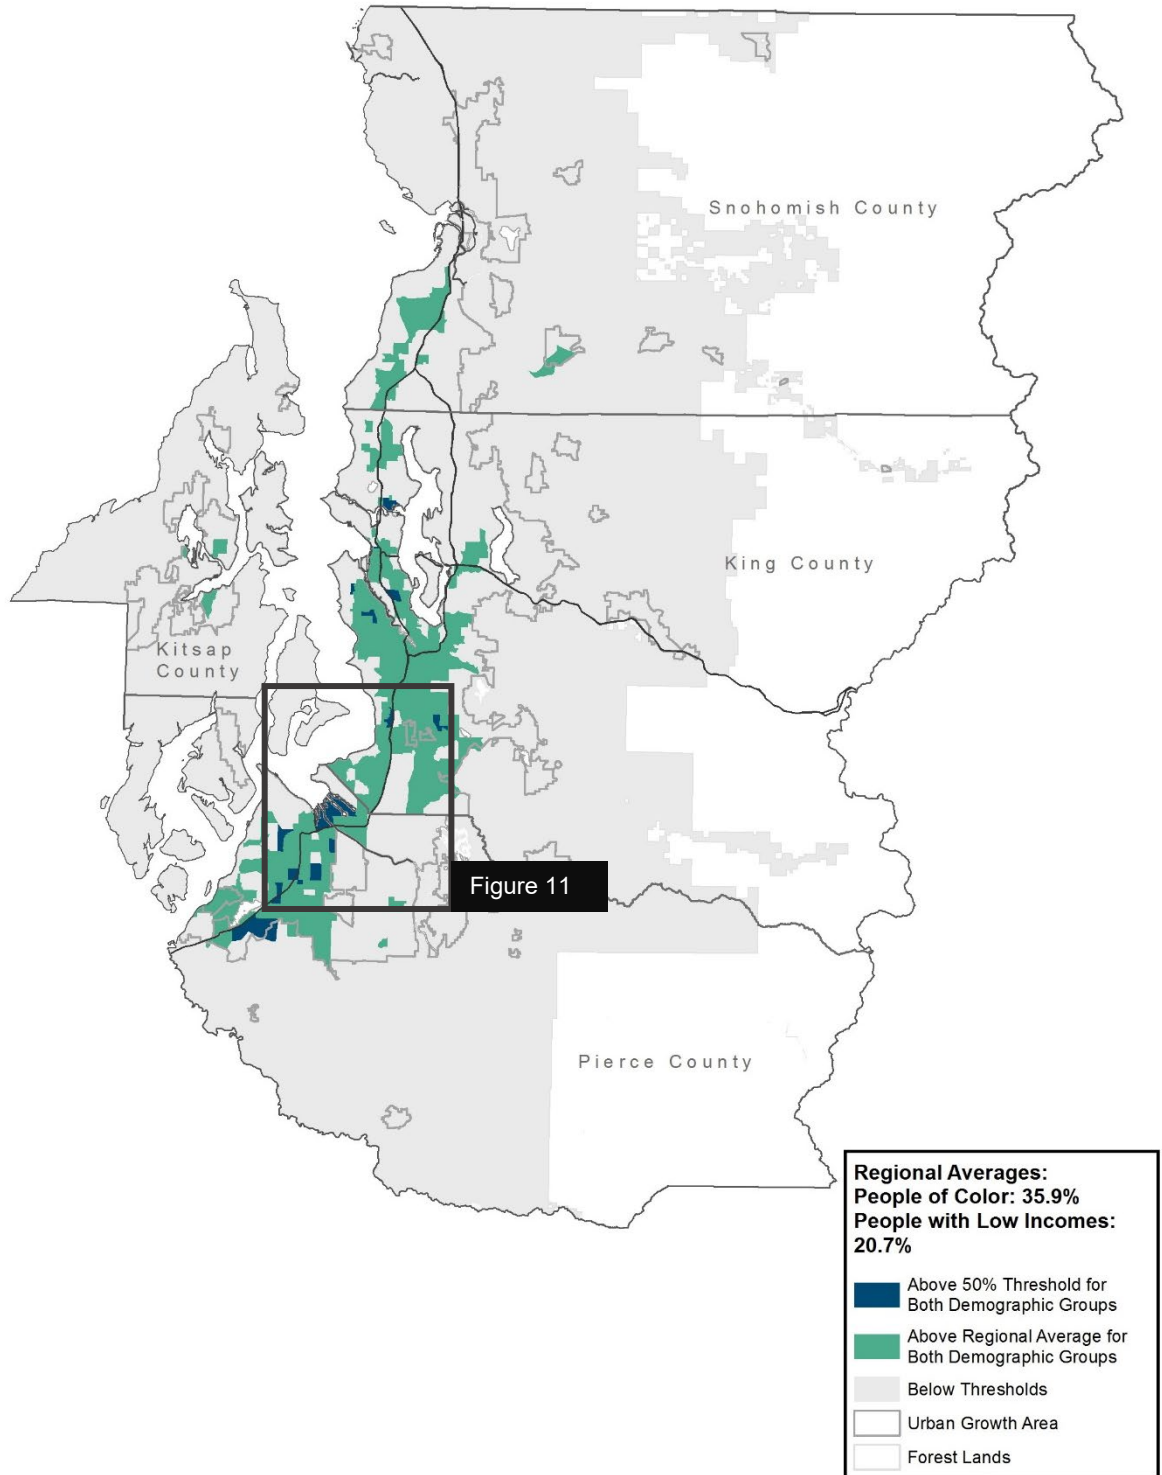 Snohomish County
King County
Kitsap
County
Figure 11
Pierce County
Regional Averages:
People of Color: 35.9%
People with Low Incomes:
20.7%
Above 50% Threshold for
Both Demographic Groups
Above Regional Average for
Both Demographic Groups
Below Thresholds
Urban Growth Area
Forest Lands